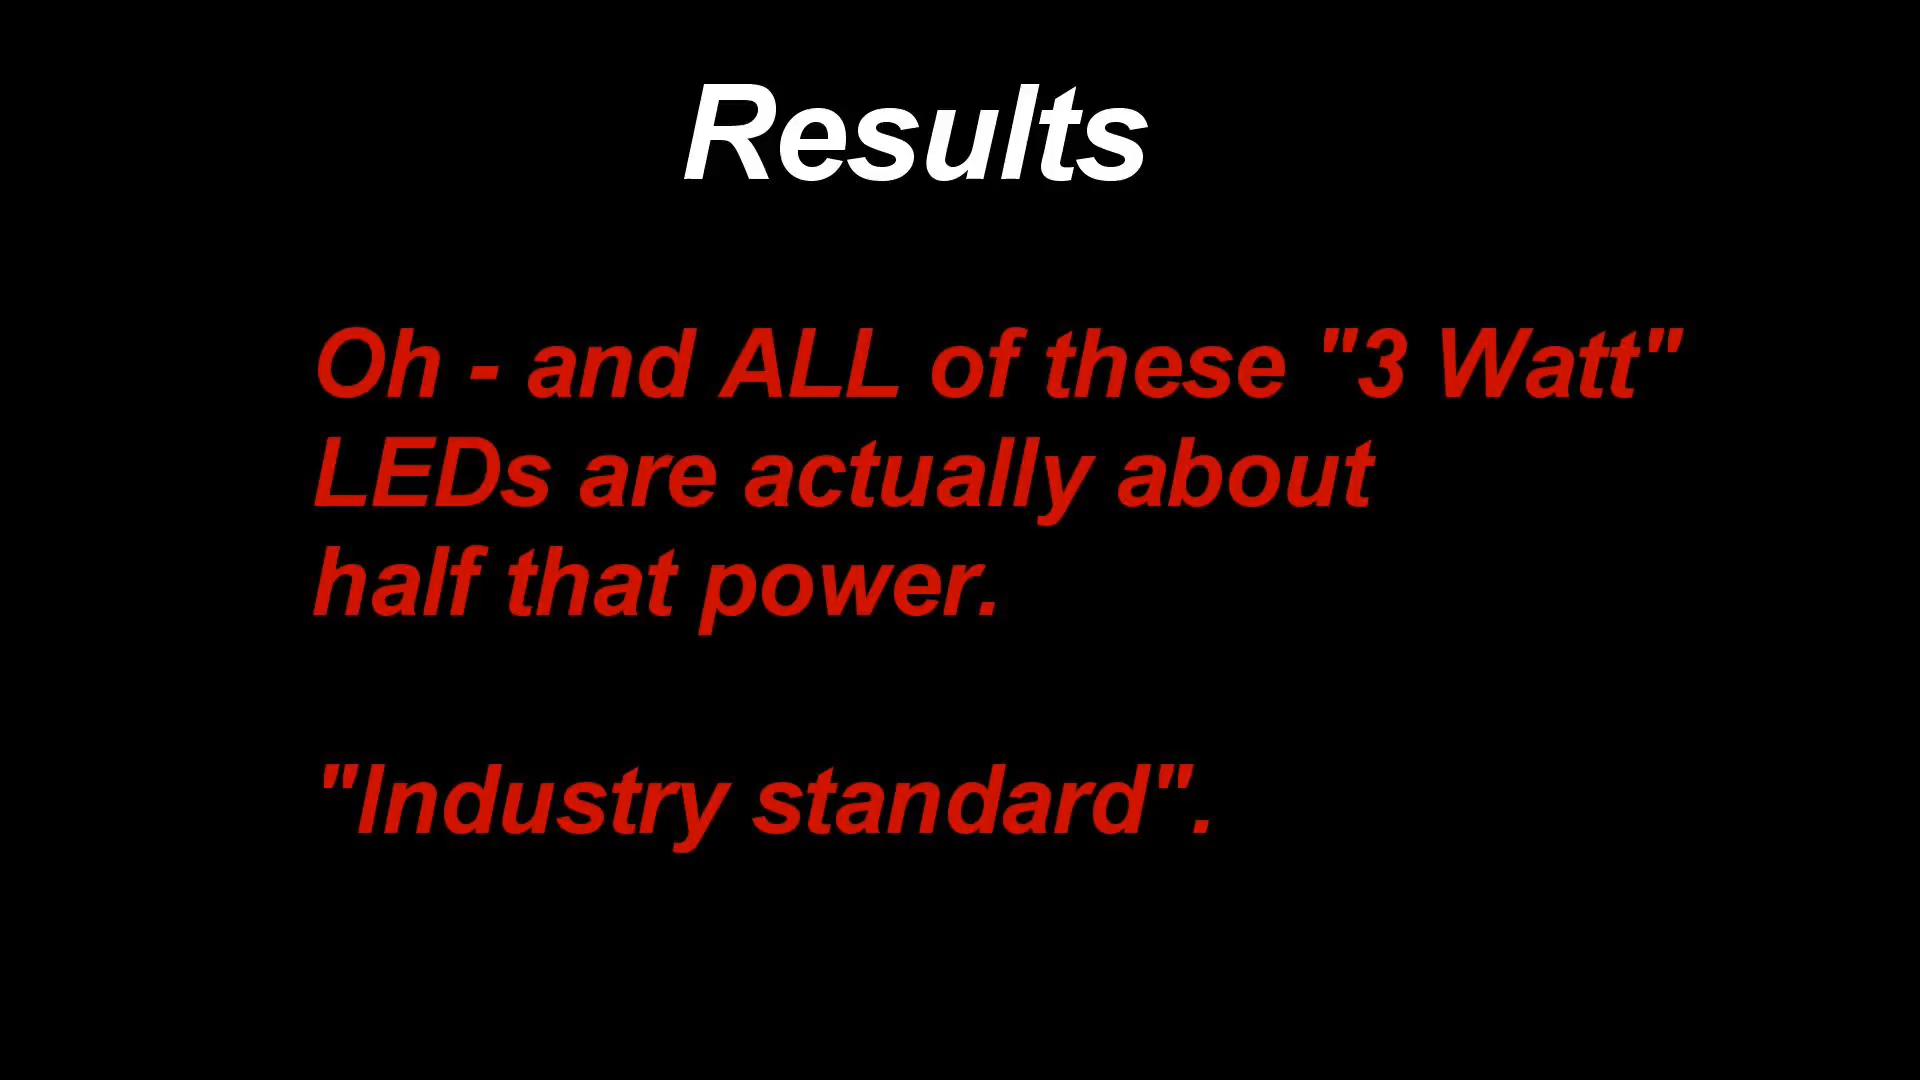 Results
Oh - and ALL of these "3 Watt"
LEDs are actually about
half that power.
"Industry standard".